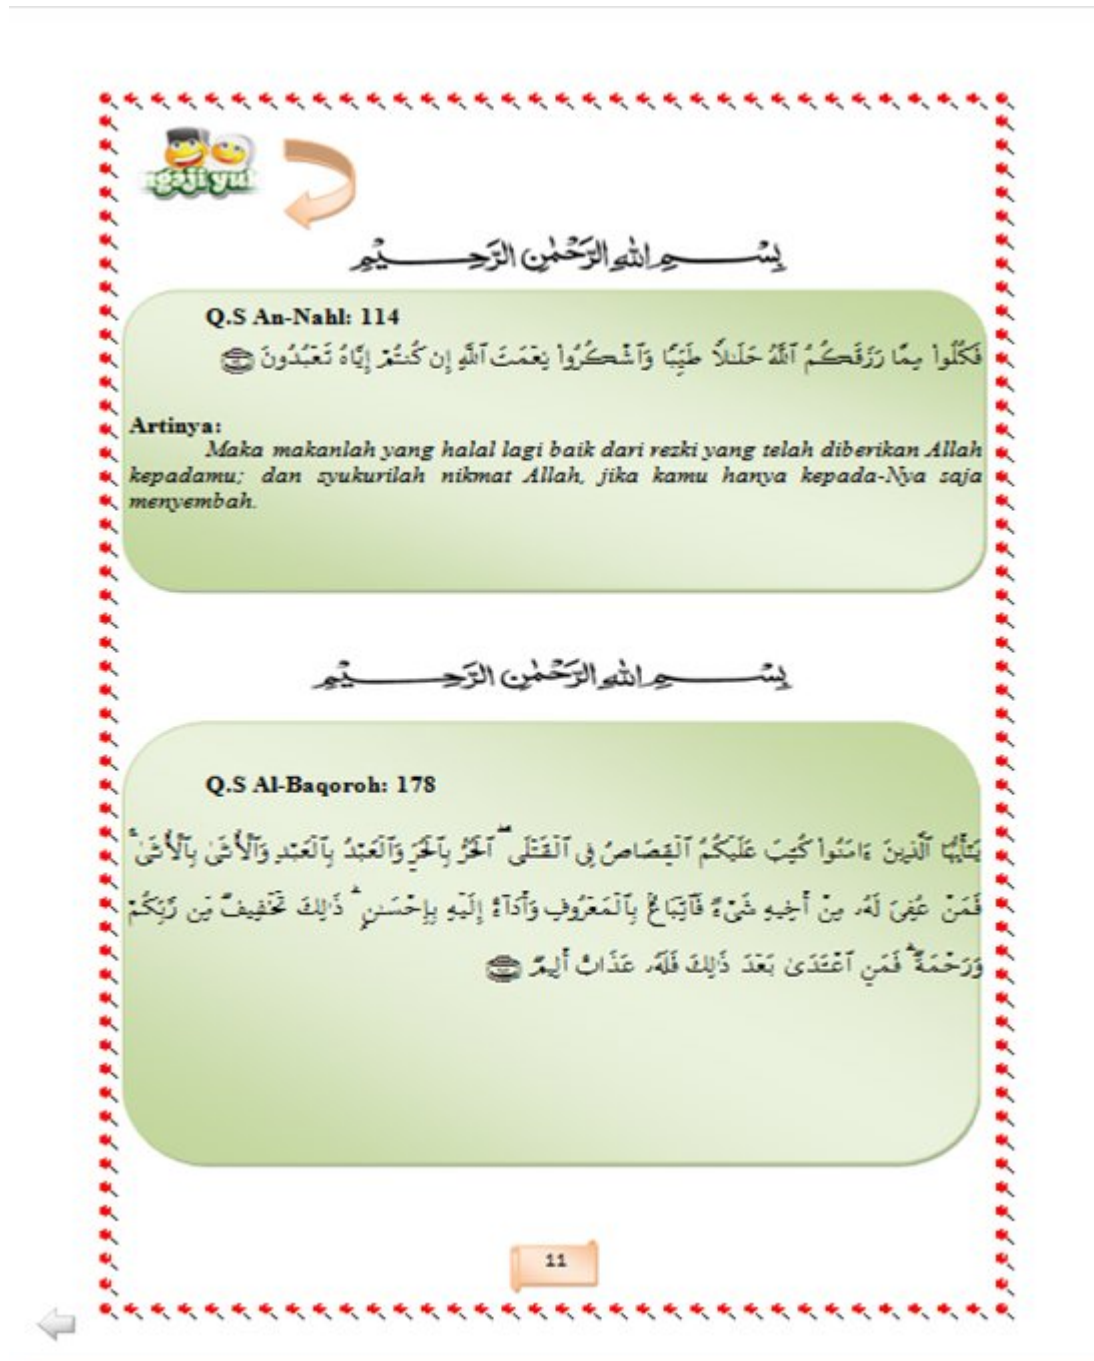 ngaji yuk
بِسْمِ اللهِ الرَّحْمٰنِ الرَّحِيْمِ
Q.S An-Nahl: 114
فَكُلُوا۟ مِمَّا رَزَقَكُمُ ٱللَّهُ حَلَـٰلًا طَيِّبًا وَٱشْكُرُوا۟ نِعْمَتَ ٱللَّهِ إِن كُنتُمْ إِيَّاهُ تَعْبُدُونَ
Artinya:
Maka makanlah yang halal lagi baik dari rezki yang telah diberikan Allah
kepadamu; dan syukurilah nikmat Allah, jika kamu hanya kepada-Nya saja
menyembah.
بِسْمِ اللهِ الرَّحْمٰنِ الرَّحِيْمِ
Q.S Al-Baqoroh: 178
يَـٰٓأَيُّهَا ٱلَّذِينَ ءَامَنُوا۟ كُتِبَ عَلَيْكُمُ ٱلْقِصَاصُ فِى ٱلْقَتْلَى ۖ ٱلْحُرُّ بِٱلْحُرِّ وَٱلْعَبْدُ بِٱلْعَبْدِ وَٱلْأُنثَىٰ بِٱلْأُنثَىٰ ۚ
فَمَنْ عُفِىَ لَهُۥ مِنْ أَخِيهِ شَىْءٌ فَٱتِّبَاعٌۢ بِٱلْمَعْرُوفِ وَأَدَآءٌ إِلَيْهِ بِإِحْسَـٰنٍ ۗ ذَٰلِكَ تَخْفِيفٌ مِّن رَّبِّكُمْ
وَرَحْمَةٌ ۗ فَمَنِ ٱعْتَدَىٰ بَعْدَ ذَٰلِكَ فَلَهُۥ عَذَابٌ أَلِيمٌ
11